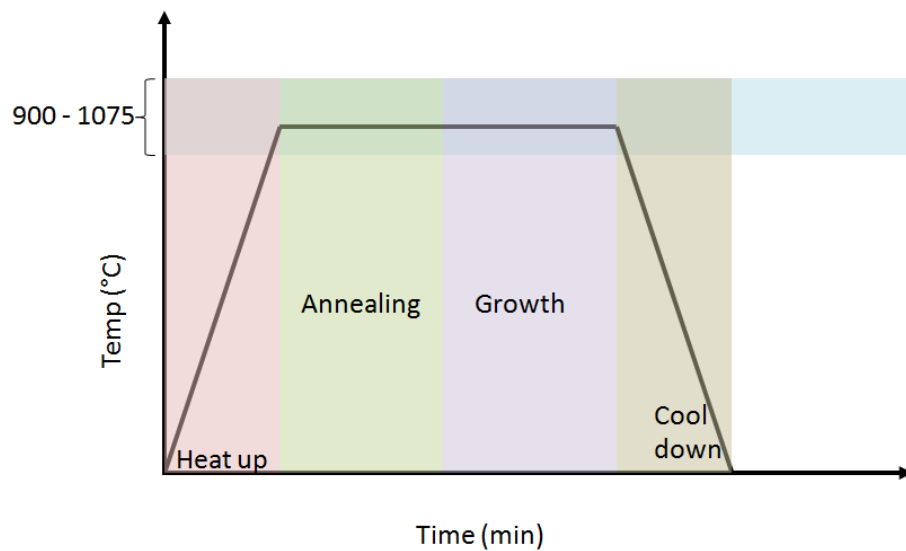 900 - 1075
Temp (°C)
Annealing
Growth
Heat up
Cool
down
Time (min)